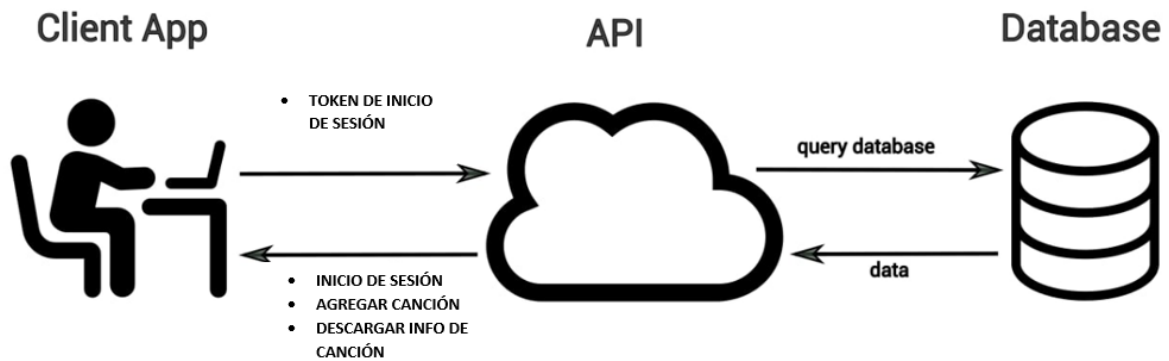 Client App
API
Database
• TOKEN DE INICIO
DE SESIÓN
query database
data
• INICIO DE SESIÓN
• AGREGAR CANCIÓN
• DESCARGAR INFO DE
CANCIÓN